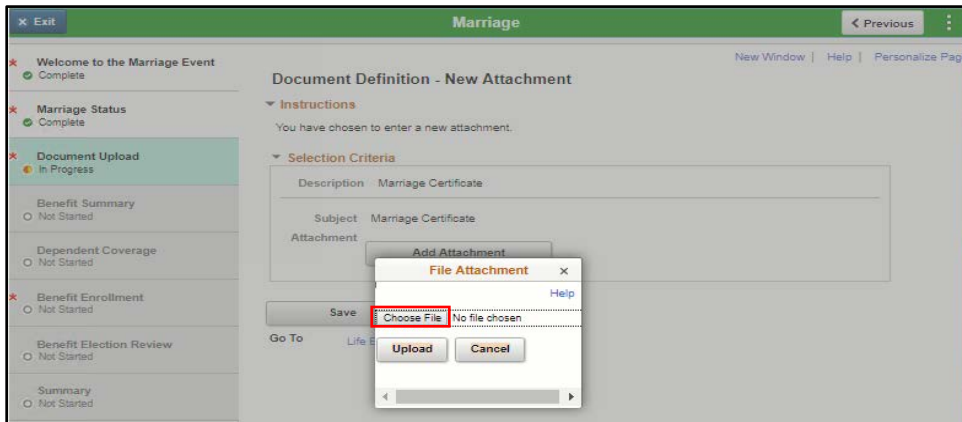 × Exit
Marriage
Previous
New Window | Help | Personalize Pag
Welcome to the Marriage Event
Complete
Marriage Status
Complete
Document Upload
In Progress
Benefit Summary
Not Started
Dependent Coverage
Not Started
Benefit Enrollment
Not Started
Benefit Election Review
Not Started
Summary
Not Started
Document Definition - New Attachment
Instructions
You have chosen to enter a new attachment.
Selection Criteria
Description Marriage Certificate
Subject Marriage Certificate
Attachment
Add Attachment
File Attachment ×
Help
Choose File No file chosen
Upload Cancel
Save
Go To Life E